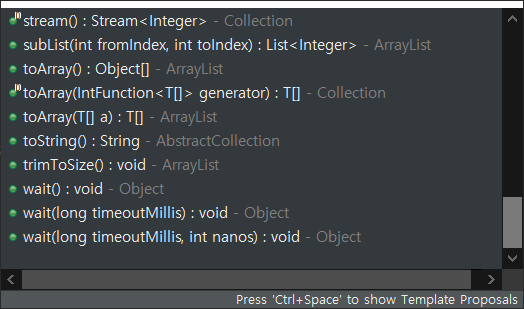 stream() : Stream<Integer> - Collection
subList(int fromIndex, int toIndex) : List<Integer> - ArrayList
toArray() : Object[] - ArrayList
toArray(IntFunction<T[]> generator) : T[] - Collection
toArray(T[] a) : T[] - ArrayList
toString() : String - AbstractCollection
trimToSize() : void - ArrayList
wait() : void - Object
wait(long timeoutMillis) : void - Object
wait(long timeoutMillis, int nanos) : void - Object
Press 'Ctrl+Space' to show Template Proposals